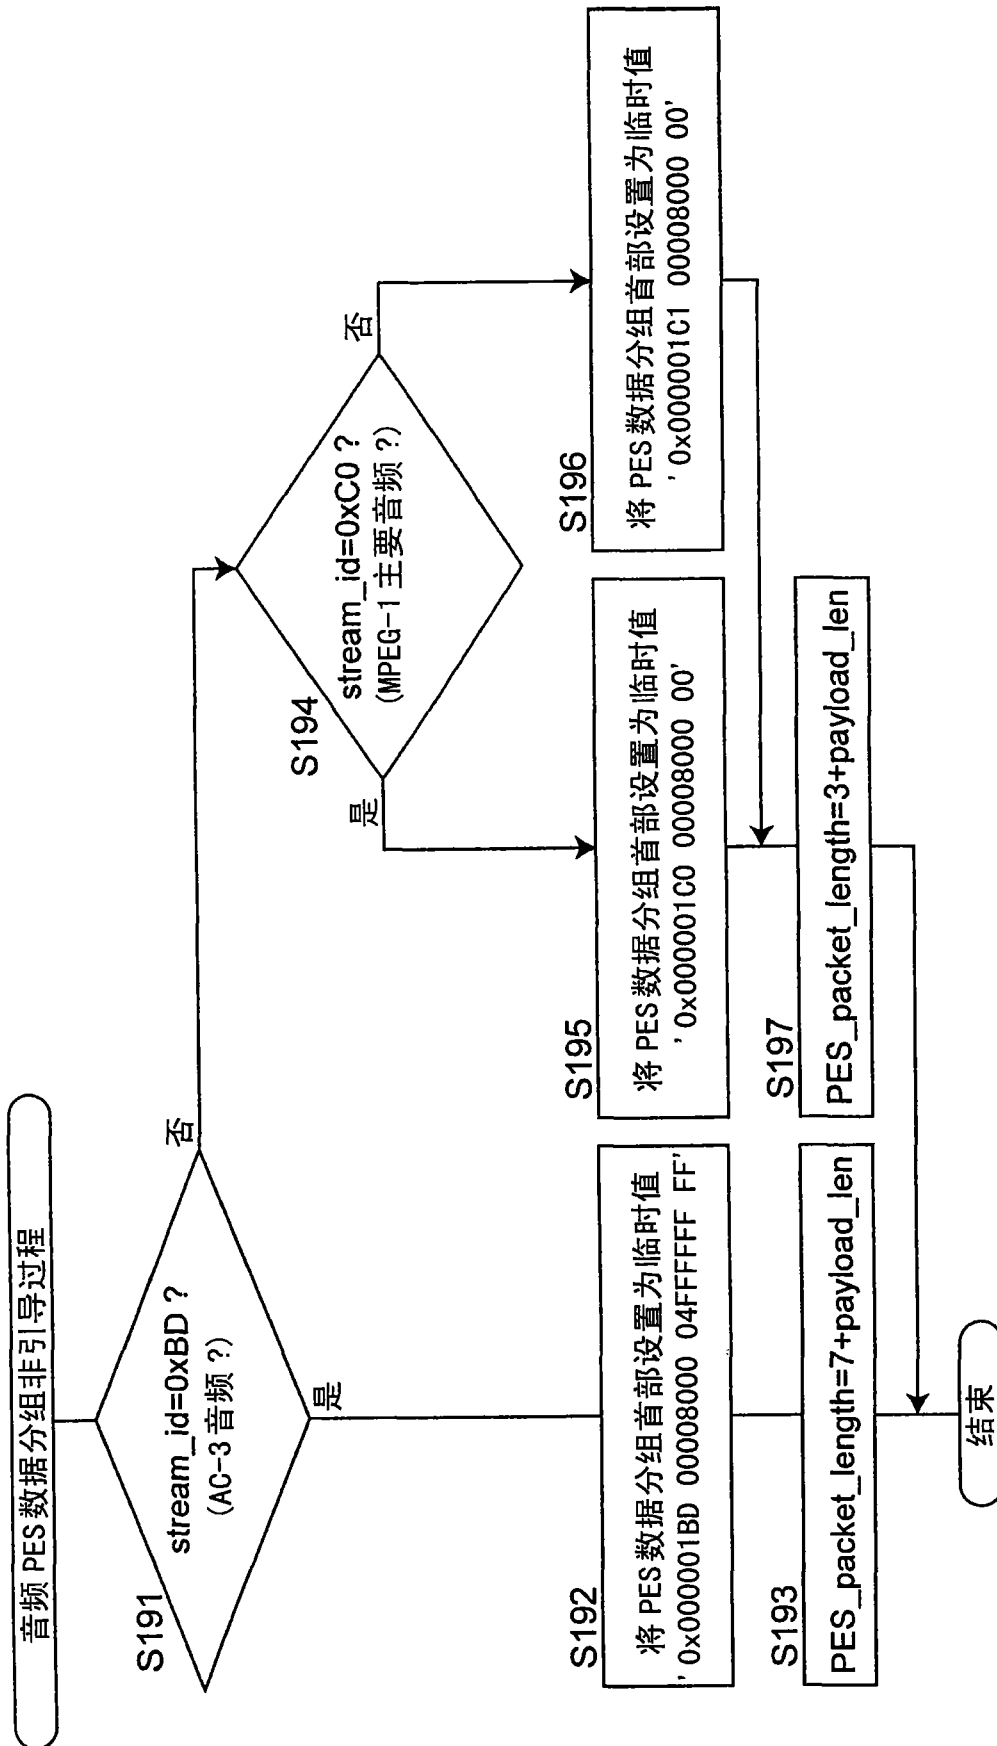 音频 PES 数据分组非引导过程
S191
stream_id=0xBD ?
(AC-3 音频 ?)
否
是
S192
将 PES 数据分组首部设置为临时值
' 0x000001BD 00008000 04FFFFFF FF'
S193
PES_packet_length=7+payload_len
S194
stream_id=0xC0 ?
(MPEG-1 主要音频 ?)
否
是
S195
将 PES 数据分组首部设置为临时值
' 0x000001C0 00008000 00'
S196
将 PES 数据分组首部设置为临时值
' 0x000001C1 00008000 00'
S197
PES_packet_length=3+payload_len
结束